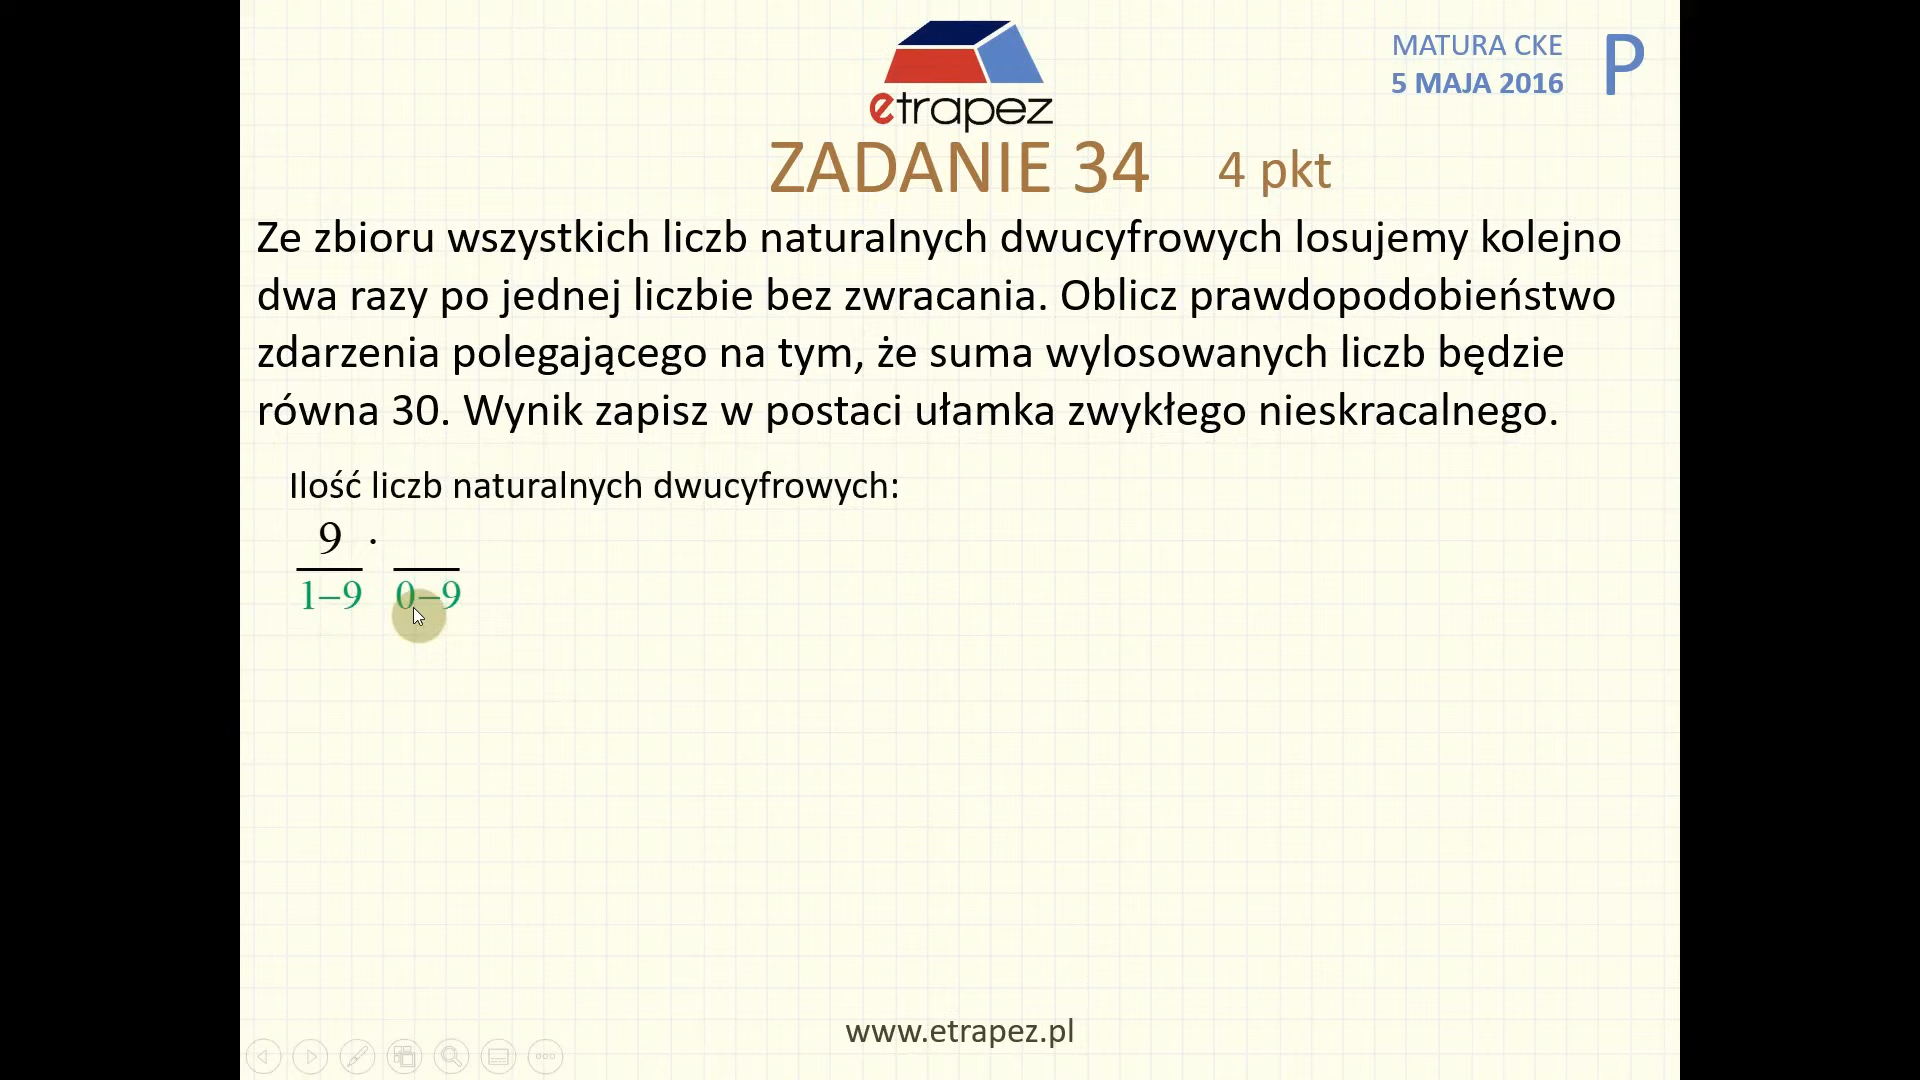 etrapez
MATURA CKE
5 MAJA 2016
P
ZADANIE 34 4 pkt
Ze zbioru wszystkich liczb naturalnych dwucyfrowych losujemy kolejno
dwa razy po jednej liczbie bez zwracania. Oblicz prawdopodobieństwo
zdarzenia polegającego na tym, że suma wylosowanych liczb będzie
równa 30. Wynik zapisz w postaci ułamka zwykłego nieskracalnego.
Ilość liczb naturalnych dwucyfrowych:
9 ·
1–9 0–9
www.etrapez.pl